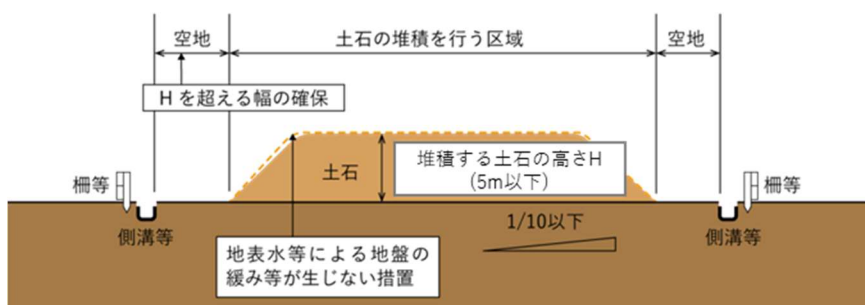 空地
土石の堆積を行う区域
空地
Hを超える幅の確保
堆積する土石の高さH
(5m以下)
土石
柵等
柵等
側溝等
1/10以下
側溝等
地表水等による地盤の
緩み等が生じない措置